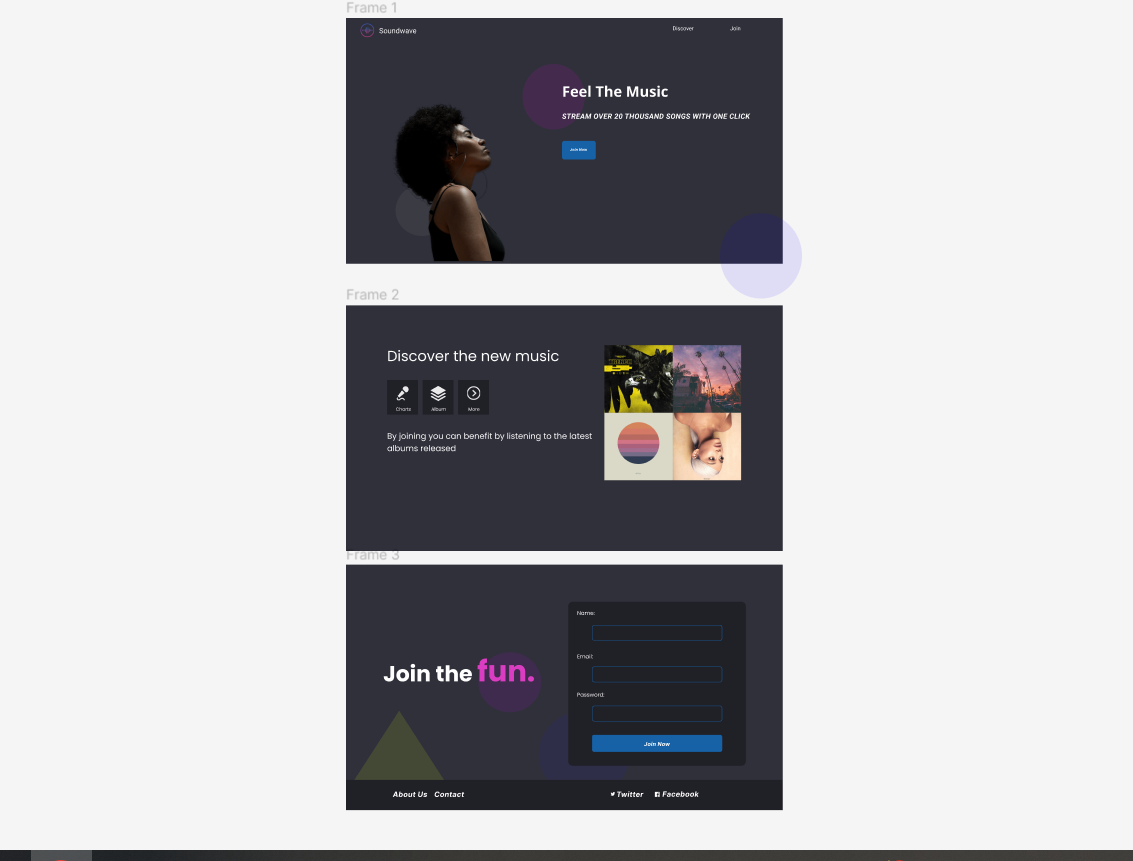 Frame 1
Soundwave
Discover
Join
Feel The Music
STREAM OVER 20 THOUSAND SONGS WITH ONE CLICK
Join Now
Frame 2
Discover the new music
Charts
Album
More
By joining you can benefit by listening to the latest
albums released
Frame 3
Name:
Email:
Password:
Join the fun.
Join Now
About Us
Contact
Twitter
Facebook